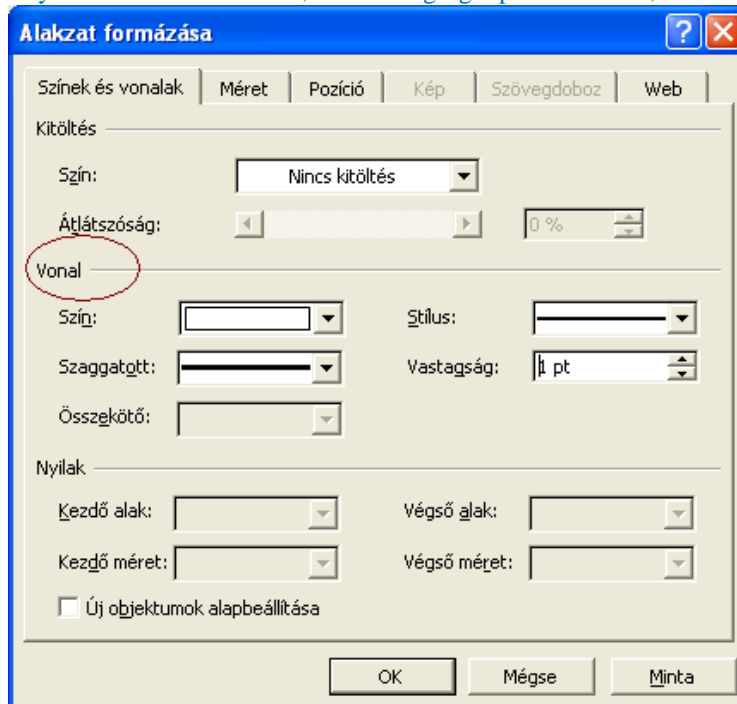 Alakzat formázása
Színek és vonalak Méret Pozíció Kép Szövegdoboz Web
Kitöltés
Szín: Nincs kitöltés
Átlátszóság: 0 %
Vonal
Szín: Stílus:
Szaggatott: Vastagság: 1 pt
Összekötő:
Nyilak
Kezdő alak: Végső alak:
Kezdő méret: Végső méret:
Új objektumok alapbeállítása
OK Mégse Minta